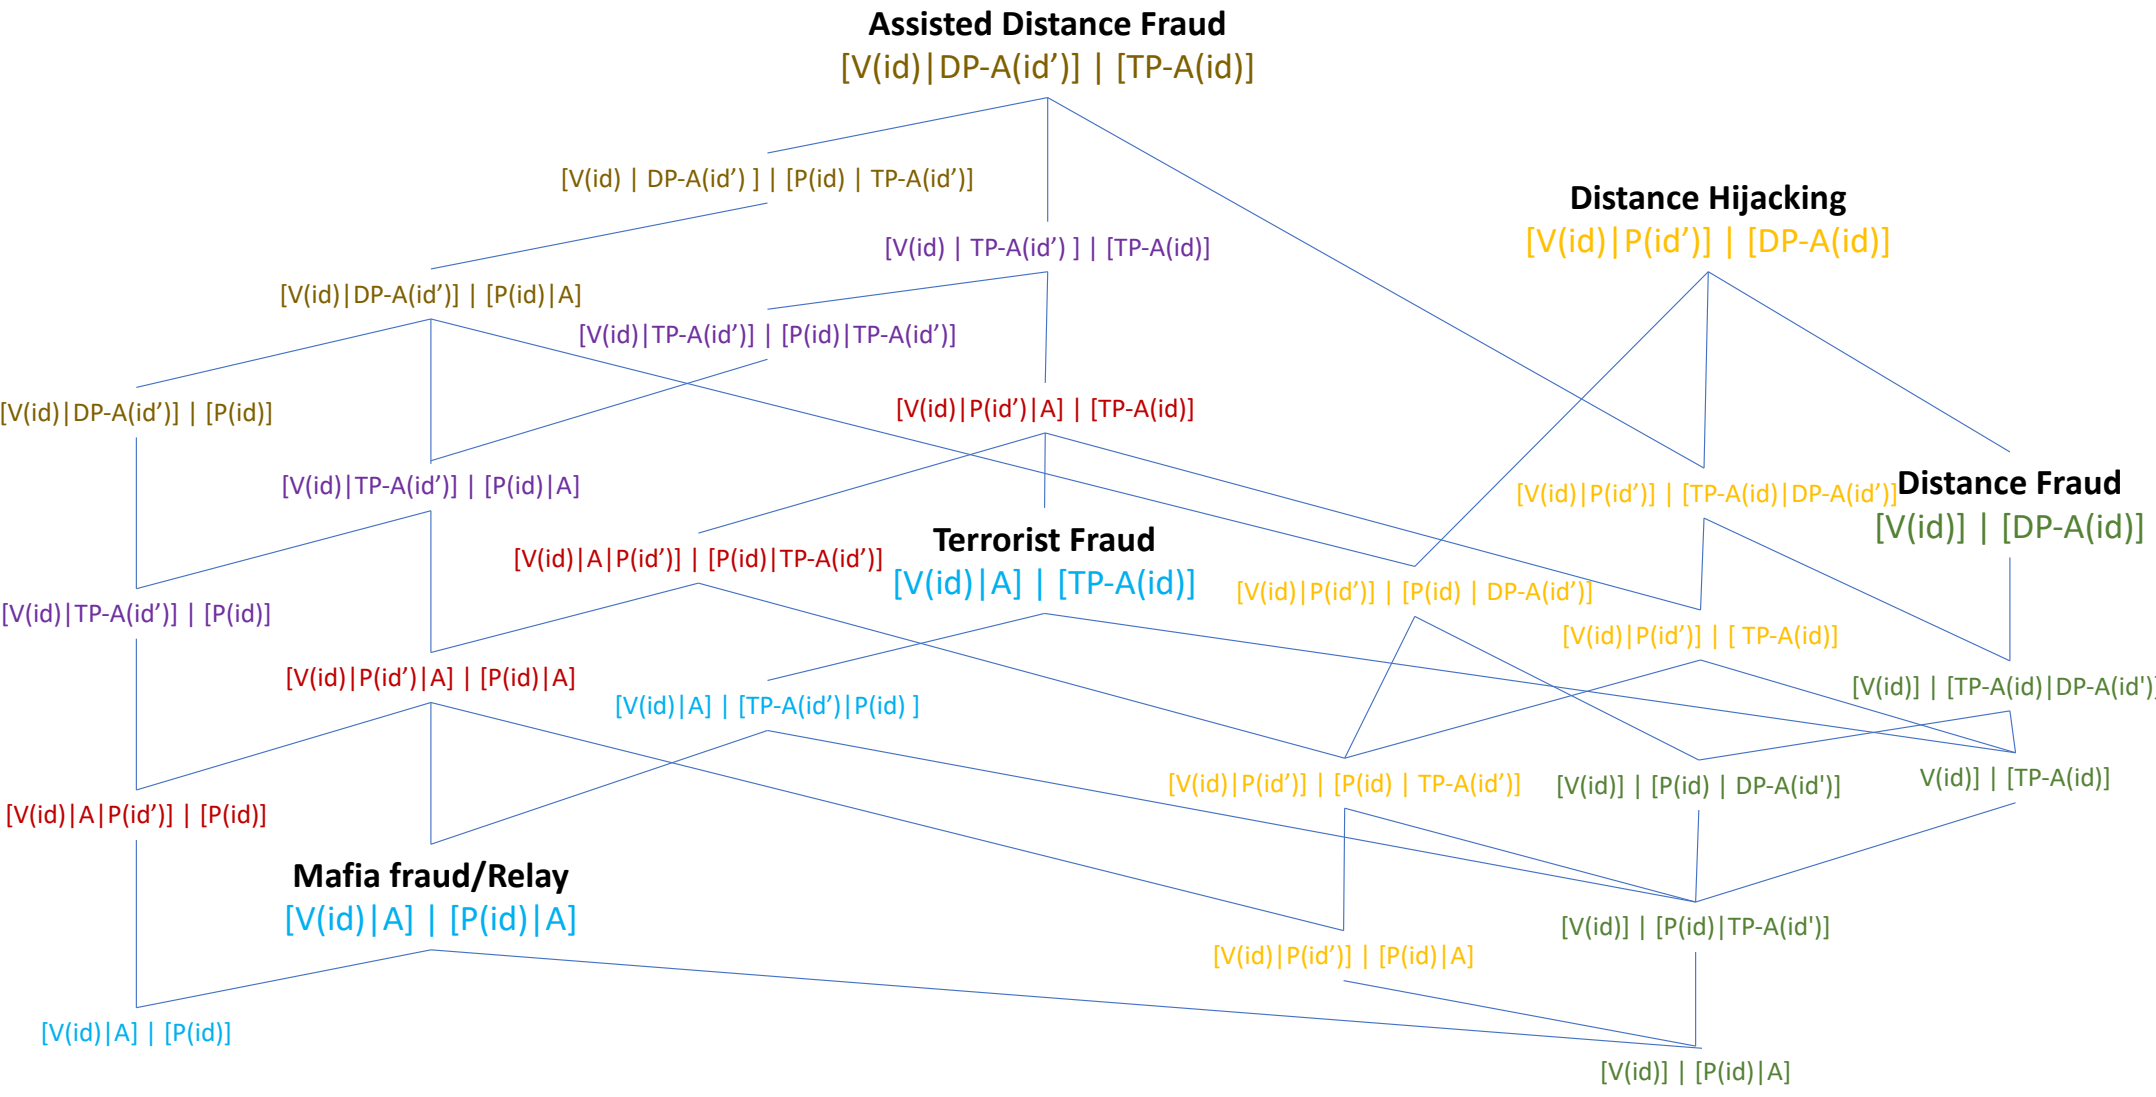 Assisted Distance Fraud
[V(id)|DP-A(id’)] | [TP-A(id)]
[V(id) | DP-A(id’) ] | [P(id) | TP-A(id’)]
Distance Hijacking
[V(id)|P(id’)] | [DP-A(id)]
[V(id) | TP-A(id’) ] | [TP-A(id)]
[V(id)|DP-A(id’)] | [P(id)|A]
[V(id)|TP-A(id’)] | [P(id)|TP-A(id’)]
[V(id)|DP-A(id’)] | [P(id)]
[V(id)|P(id’)|A] | [TP-A(id)]
[V(id)|TP-A(id’)] | [P(id)|A]
[V(id)|P(id’)] | [TP-A(id)|DP-A(id’)]
Distance Fraud
[V(id)] | [DP-A(id)]
[V(id)|A|P(id’)] | [P(id)|TP-A(id’)]
Terrorist Fraud
[V(id)|A] | [TP-A(id)]
[V(id)|P(id’)] | [P(id) | DP-A(id’)]
[V(id)|TP-A(id’)] | [P(id)]
[V(id)|P(id’)] | [ TP-A(id)]
[V(id)|P(id’)|A] | [P(id)|A]
[V(id)|A] | [TP-A(id’)|P(id) ]
[V(id)] | [TP-A(id)|DP-A(id')]
[V(id)|P(id’)] | [P(id) | TP-A(id’)]
[V(id)] | [P(id) | DP-A(id')]
V(id)] | [TP-A(id)]
[V(id)|A|P(id’)] | [P(id)]
Mafia fraud/Relay
[V(id)|A] | [P(id)|A]
[V(id)] | [P(id)|TP-A(id')]
[V(id)|P(id’)] | [P(id)|A]
[V(id)|A] | [P(id)]
[V(id)] | [P(id)|A]